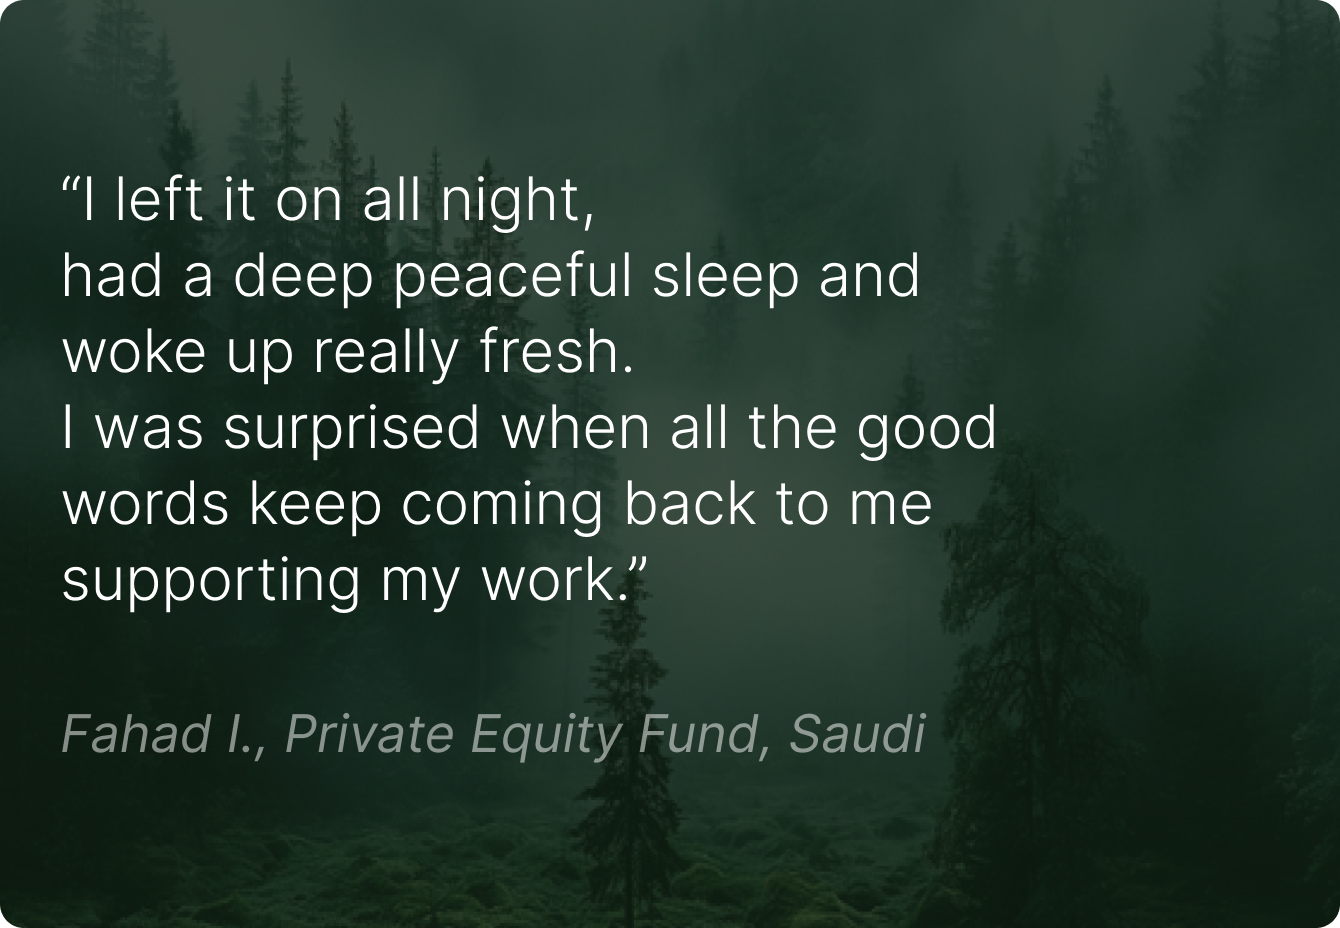 “I left it on all night,
had a deep peaceful sleep and
woke up really fresh.
I was surprised when all the good
words keep coming back to me
supporting my work.”
Fahad I., Private Equity Fund, Saudi